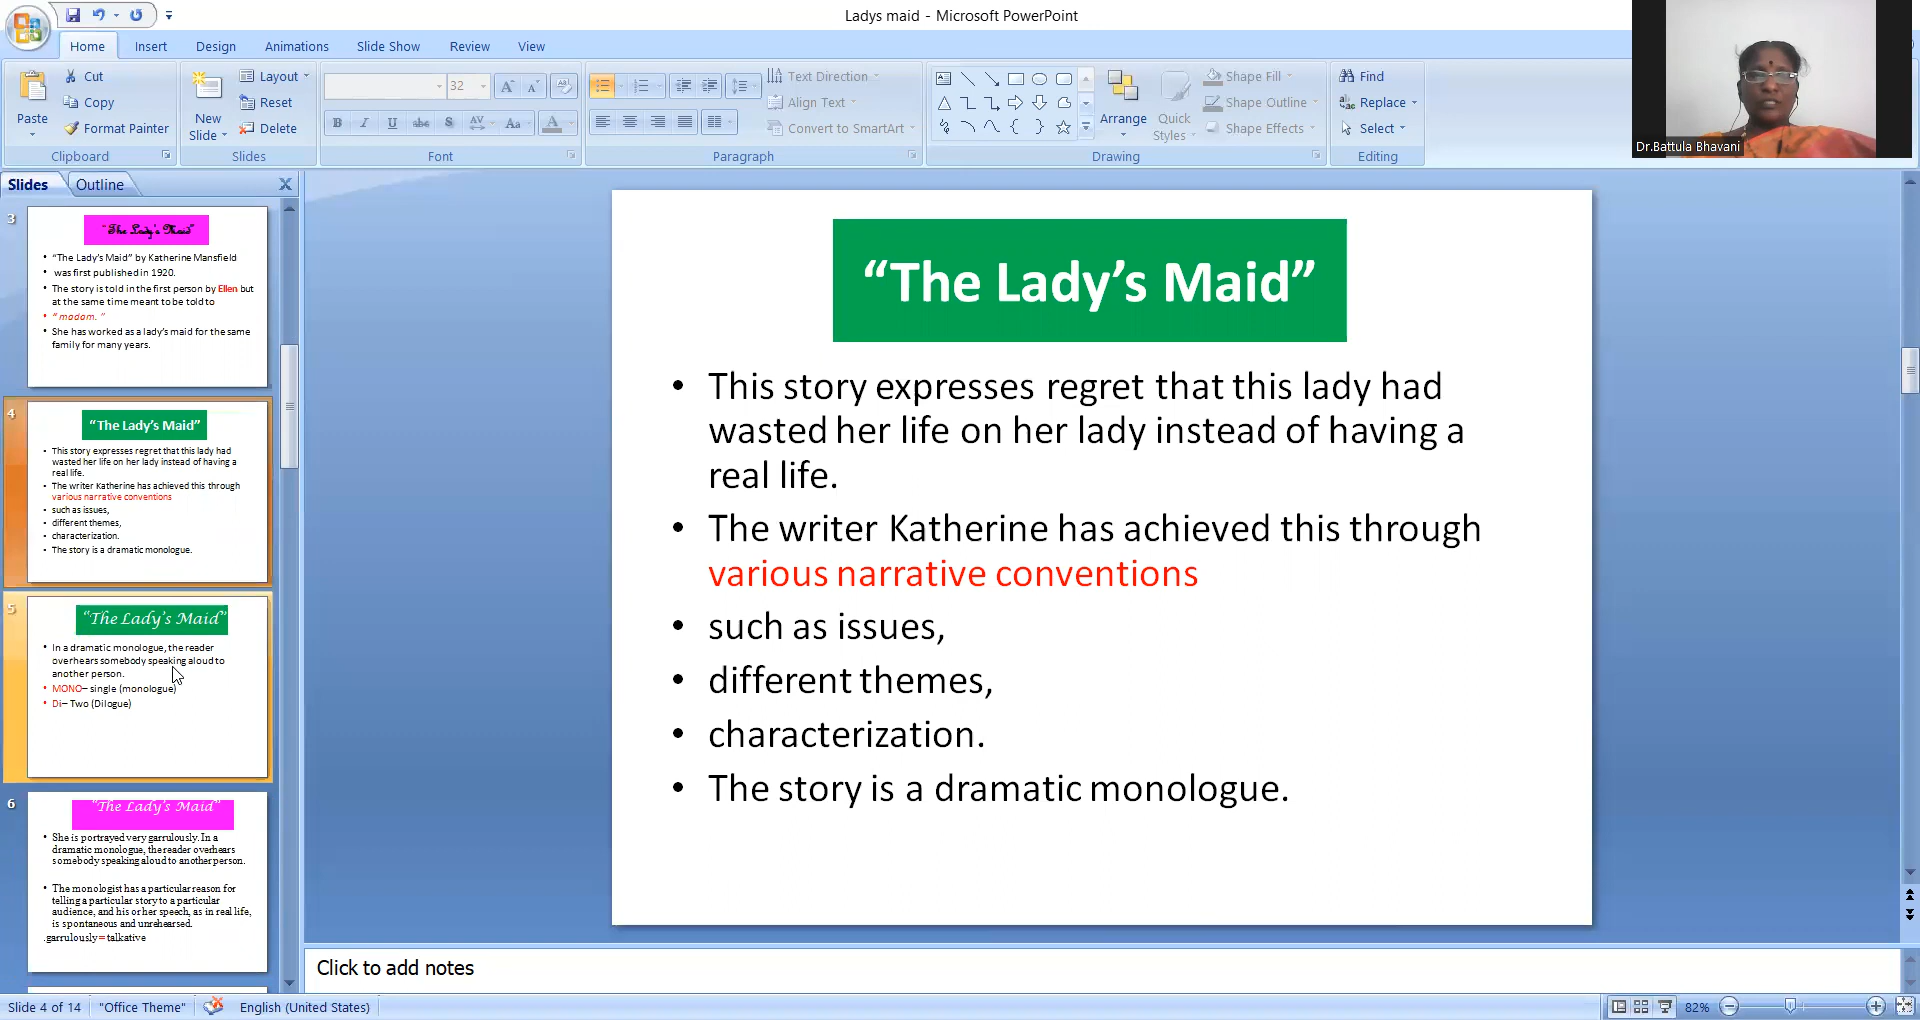 Ladys maid - Microsoft PowerPoint
Home Insert Design Animations Slide Show Review View
Paste
Cut
Copy
Format Painter
Clipboard
New
Slide
Layout
Reset
Delete
Slides
32
Font
Text Direction
Align Text
Convert to SmartArt
Paragraph
Arrange
Quick
Styles
Shape Fill
Shape Outline
Shape Effects
Drawing
Find
Replace
Select
Editing
Dr.Battula Bhavani
Slides Outline
3
"The Lady's Maid"
• "The Lady's Maid" by Katherine Mansfield
• was first published in 1920.
• The story is told in the first person by Ellen but
at the same time meant to be told to
• " madam. "
• She has worked as a lady's maid for the same
family for many years.
4
"The Lady's Maid"
• This story expresses regret that this lady had
wasted her life on her lady instead of having a
real life.
• The writer Katherine has achieved this through
various narrative conventions
• such as issues,
• different themes,
• characterization.
• The story is a dramatic monologue.
5
"The Lady's Maid"
• In a dramatic monologue, the reader
overhears somebody speaking aloud to
another person.
• MONO– single (monologue)
• Di– Two (Dilogue)
6
"The Lady's Maid"
• She is portrayed very garrulously. In a
dramatic monologue, the reader overhears
somebody speaking aloud to another person.
• The monologist has a particular reason for
telling a particular story to a particular
audience, and his or her speech, as in real life,
is spontaneous and unrehearsed.
.garrulously= talkative
“The Lady’s Maid”
• This story expresses regret that this lady had
wasted her life on her lady instead of having a
real life.
• The writer Katherine has achieved this through
various narrative conventions
• such as issues,
• different themes,
• characterization.
• The story is a dramatic monologue.
Click to add notes
Slide 4 of 14 "Office Theme" English (United States) 82%